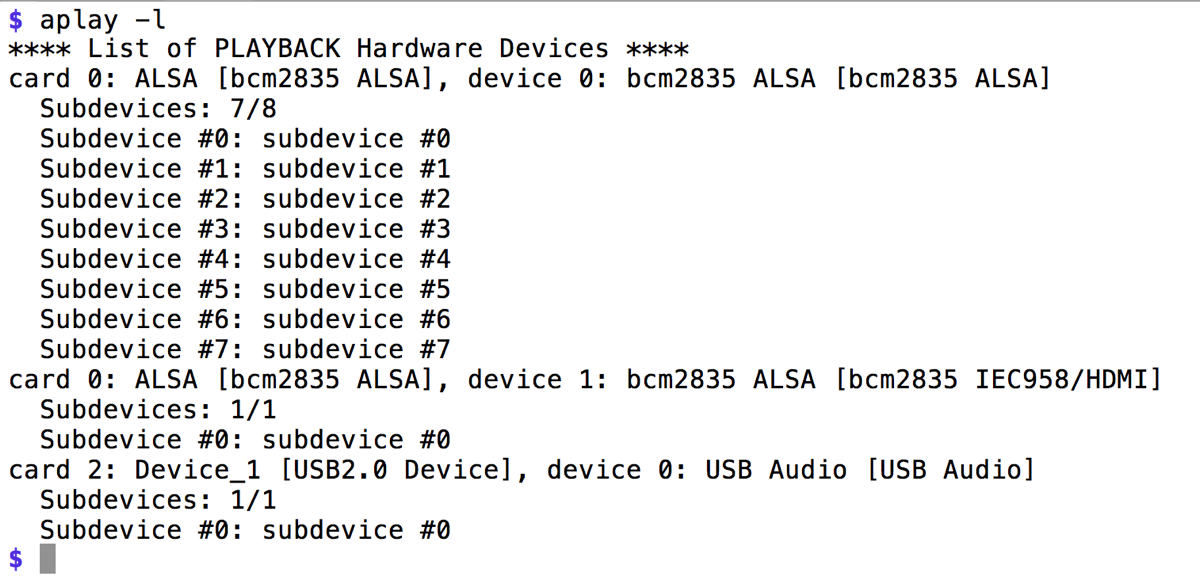 $ aplay -l
**** List of PLAYBACK Hardware Devices ****
card 0: ALSA [bcm2835 ALSA], device 0: bcm2835 ALSA [bcm2835 ALSA]
  Subdevices: 7/8
  Subdevice #0: subdevice #0
  Subdevice #1: subdevice #1
  Subdevice #2: subdevice #2
  Subdevice #3: subdevice #3
  Subdevice #4: subdevice #4
  Subdevice #5: subdevice #5
  Subdevice #6: subdevice #6
  Subdevice #7: subdevice #7
card 0: ALSA [bcm2835 ALSA], device 1: bcm2835 ALSA [bcm2835 IEC958/HDMI]
  Subdevices: 1/1
  Subdevice #0: subdevice #0
card 2: Device_1 [USB2.0 Device], device 0: USB Audio [USB Audio]
  Subdevices: 1/1
  Subdevice #0: subdevice #0
$